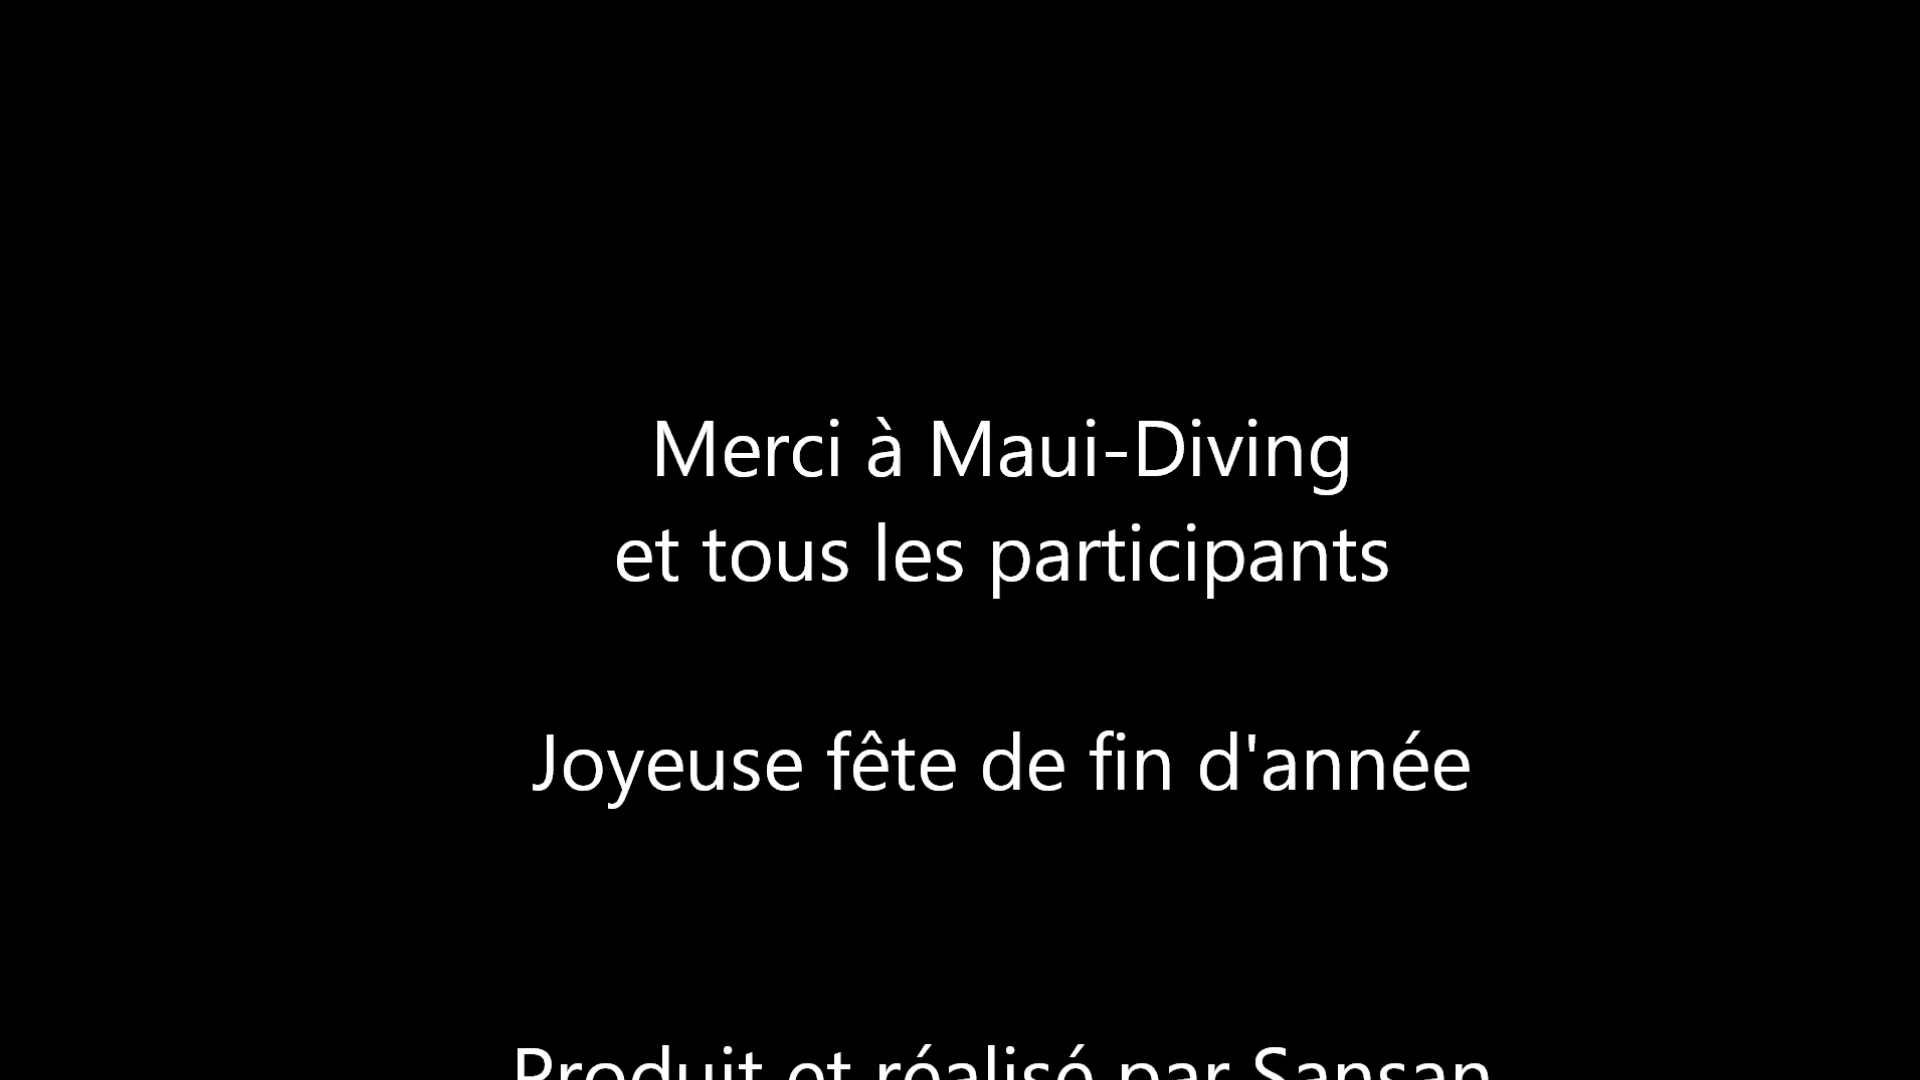 Merci à Maui-Diving
et tous les participants
Joyeuse fête de fin d'année
Produit et réalisé par Sansan